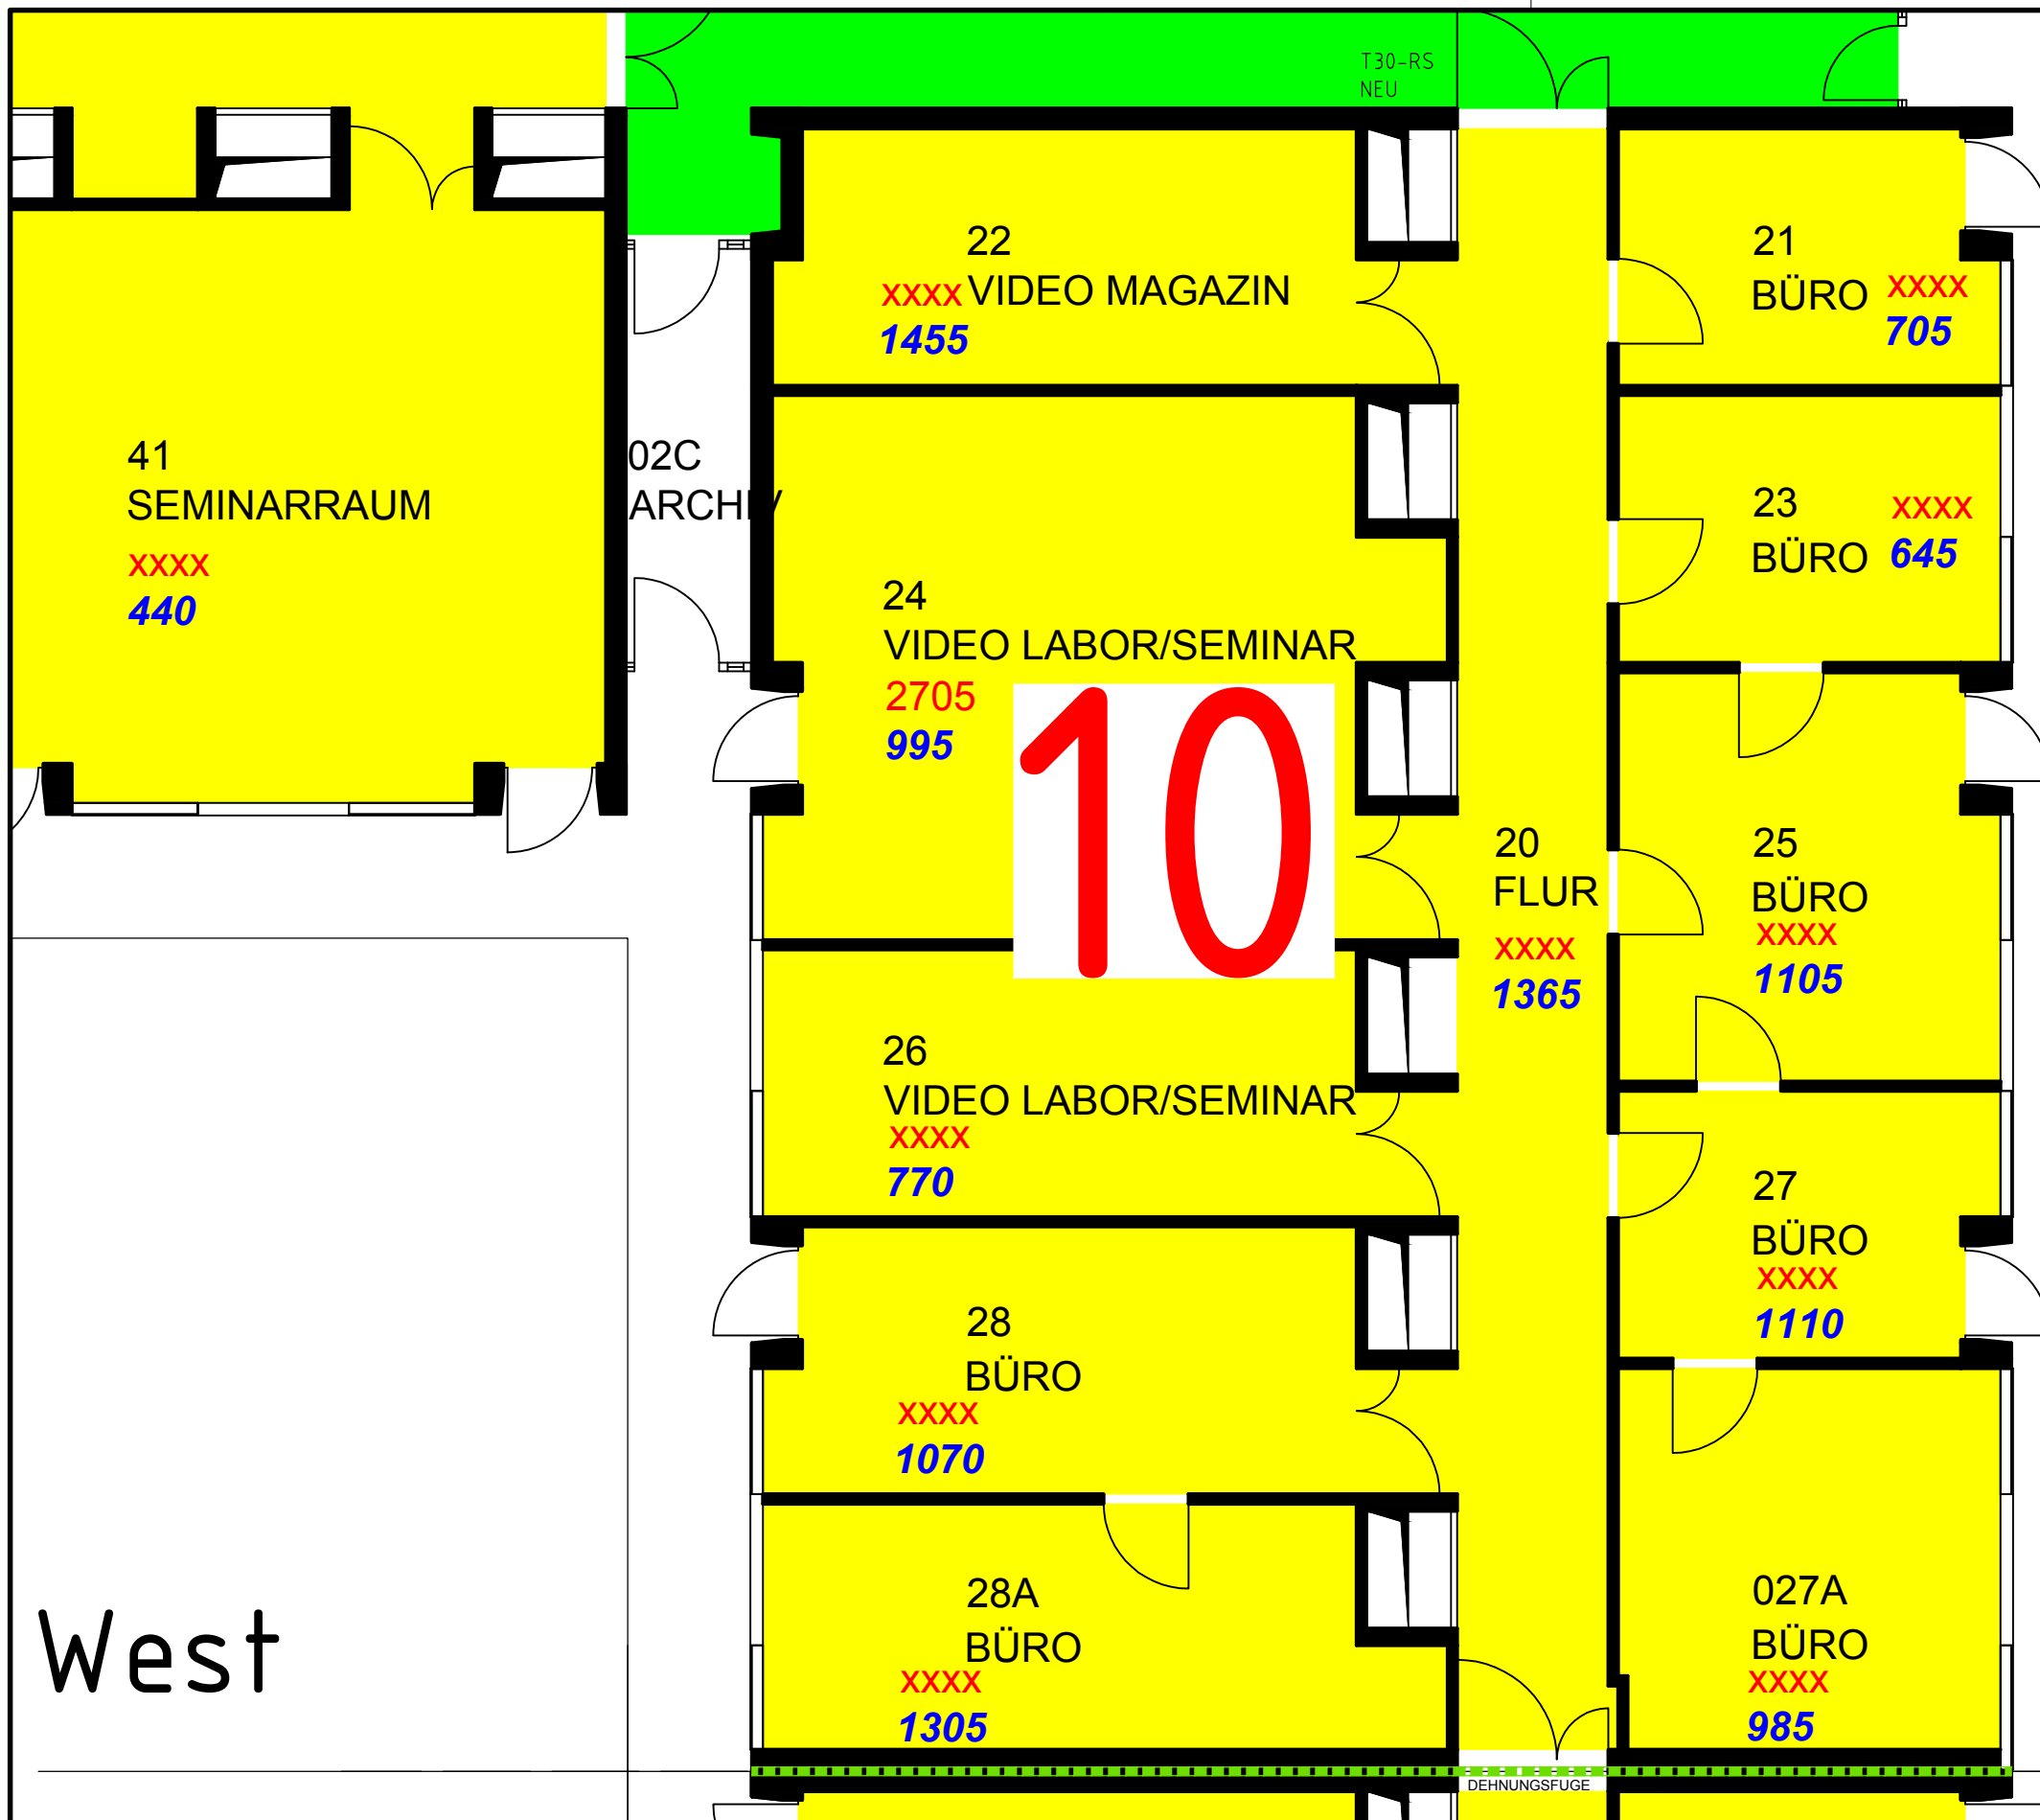 T30-RS
NEU
22
xxxx VIDEO MAGAZIN
1455
21
BÜRO xxxx
705
41
SEMINARRAUM
xxxx
440
02C
ARCHIV
23 xxxx
BÜRO 645
24
VIDEO LABOR/SEMINAR
2705
995
10
20
FLUR
xxxx
1365
25
BÜRO
xxxx
1105
26
VIDEO LABOR/SEMINAR
xxxx
770
27
BÜRO
xxxx
1110
28
BÜRO
xxxx
1070
28A
BÜRO
xxxx
1305
027A
BÜRO
xxxx
985
West
DEHNUNGSFUGE